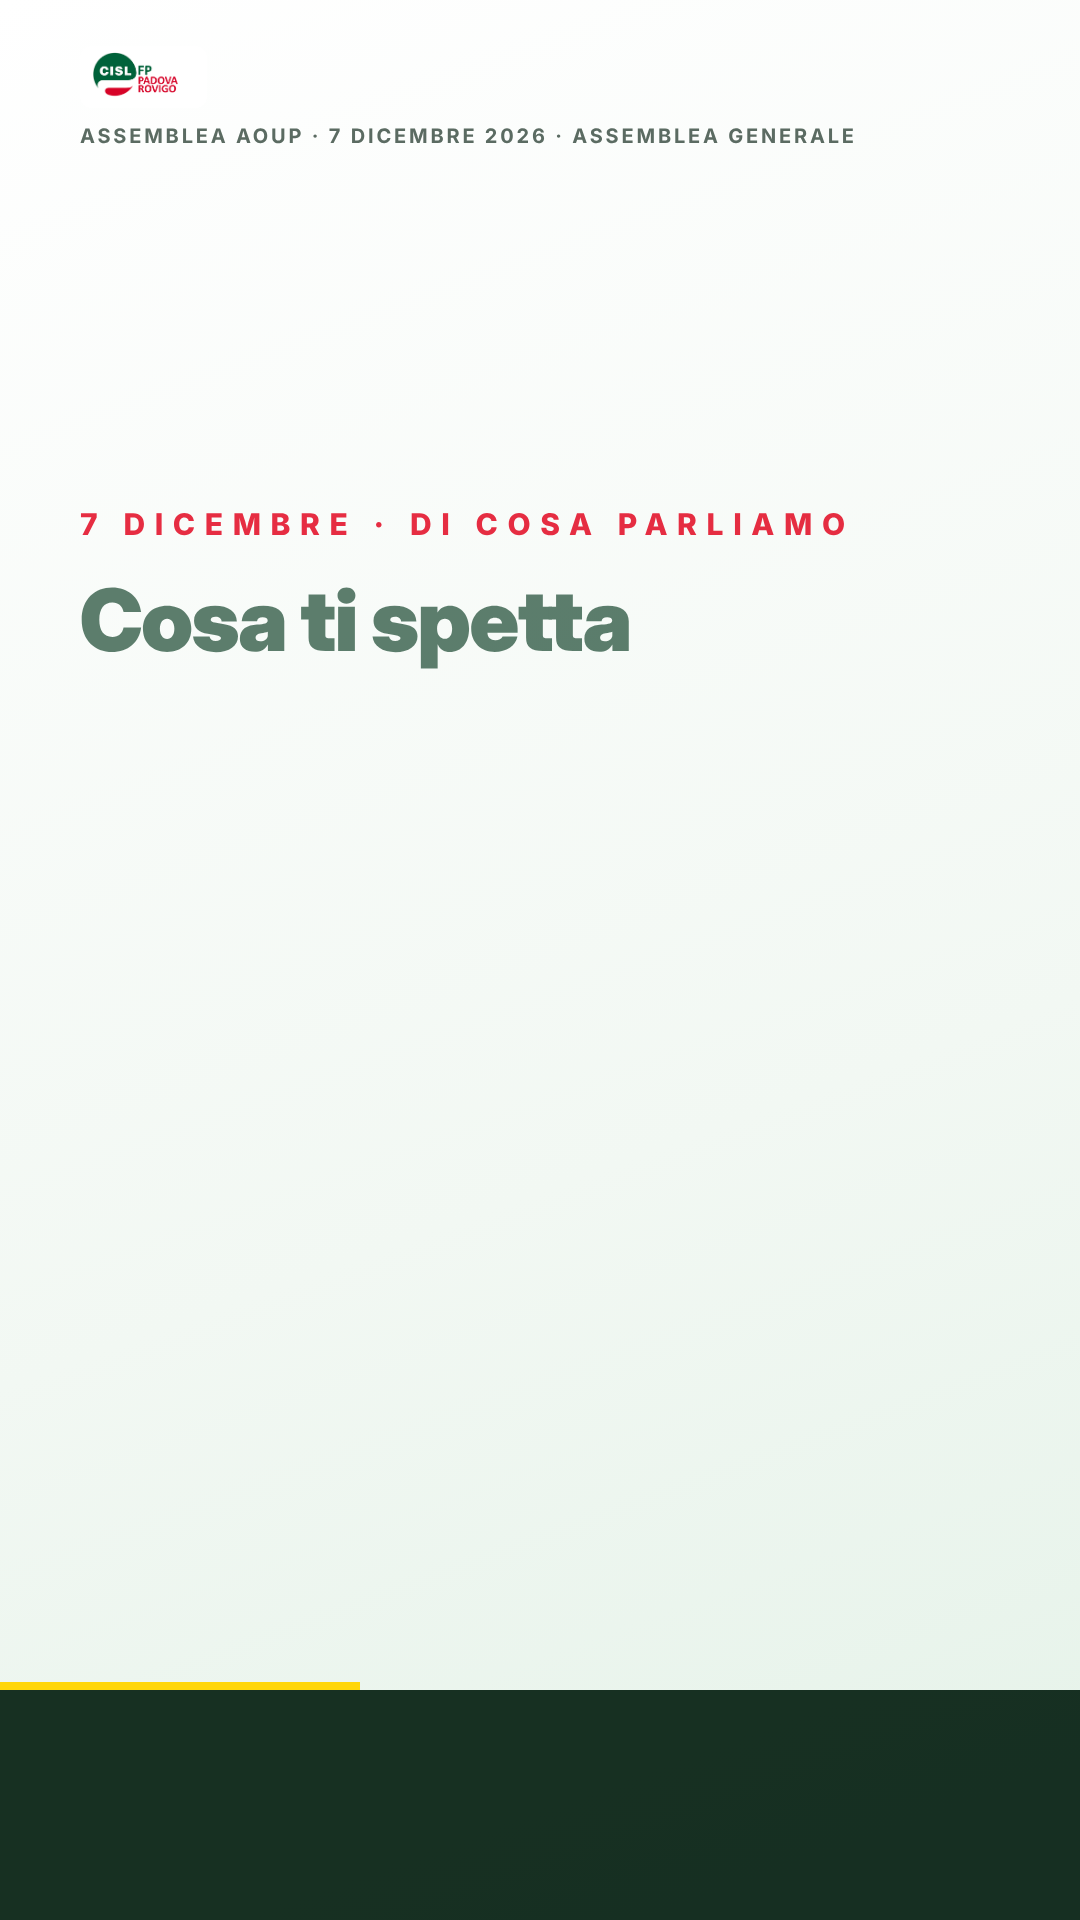 CISL FP
PADOVA
ROVIGO
ASSEMBLEA AOUP · 7 DICEMBRE 2026 · ASSEMBLEA GENERALE
7 DICEMBRE · DI COSA PARLIAMO
Cosa ti spetta